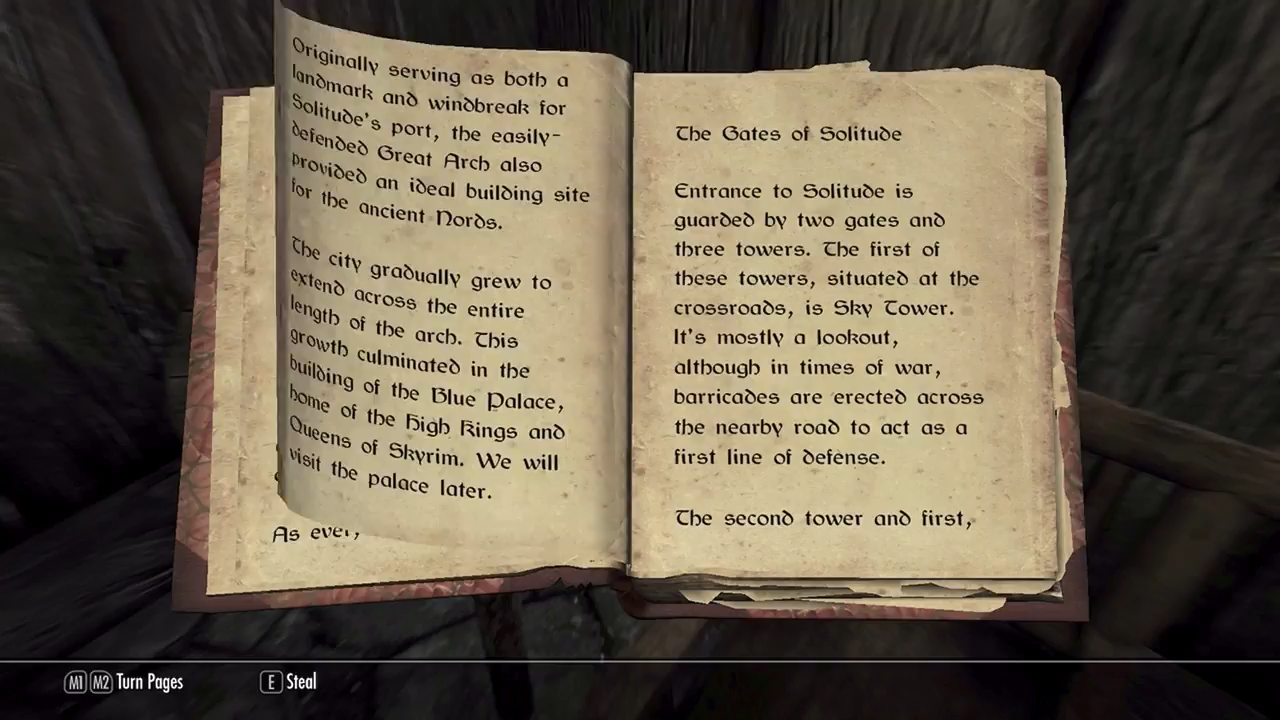 Originally serving as both a
landmark and windbreak for
Solitude's port, the easily-
defended Great Arch also
provided an ideal building site
for the ancient Nords.
The city gradually grew to
extend across the entire
length of the arch. This
growth culminated in the
building of the Blue Palace,
home of the High Kings and
Queens of Skyrim. We will
visit the palace later.
As ever,
The Gates of Solitude
Entrance to Solitude is
guarded by two gates and
three towers. The first of
these towers, situated at the
crossroads, is Sky Tower.
It's mostly a lookout,
although in times of war,
barricades are erected across
the nearby road to act as a
first line of defense.
The second tower and first,
M1 M2 Turn Pages
E Steal